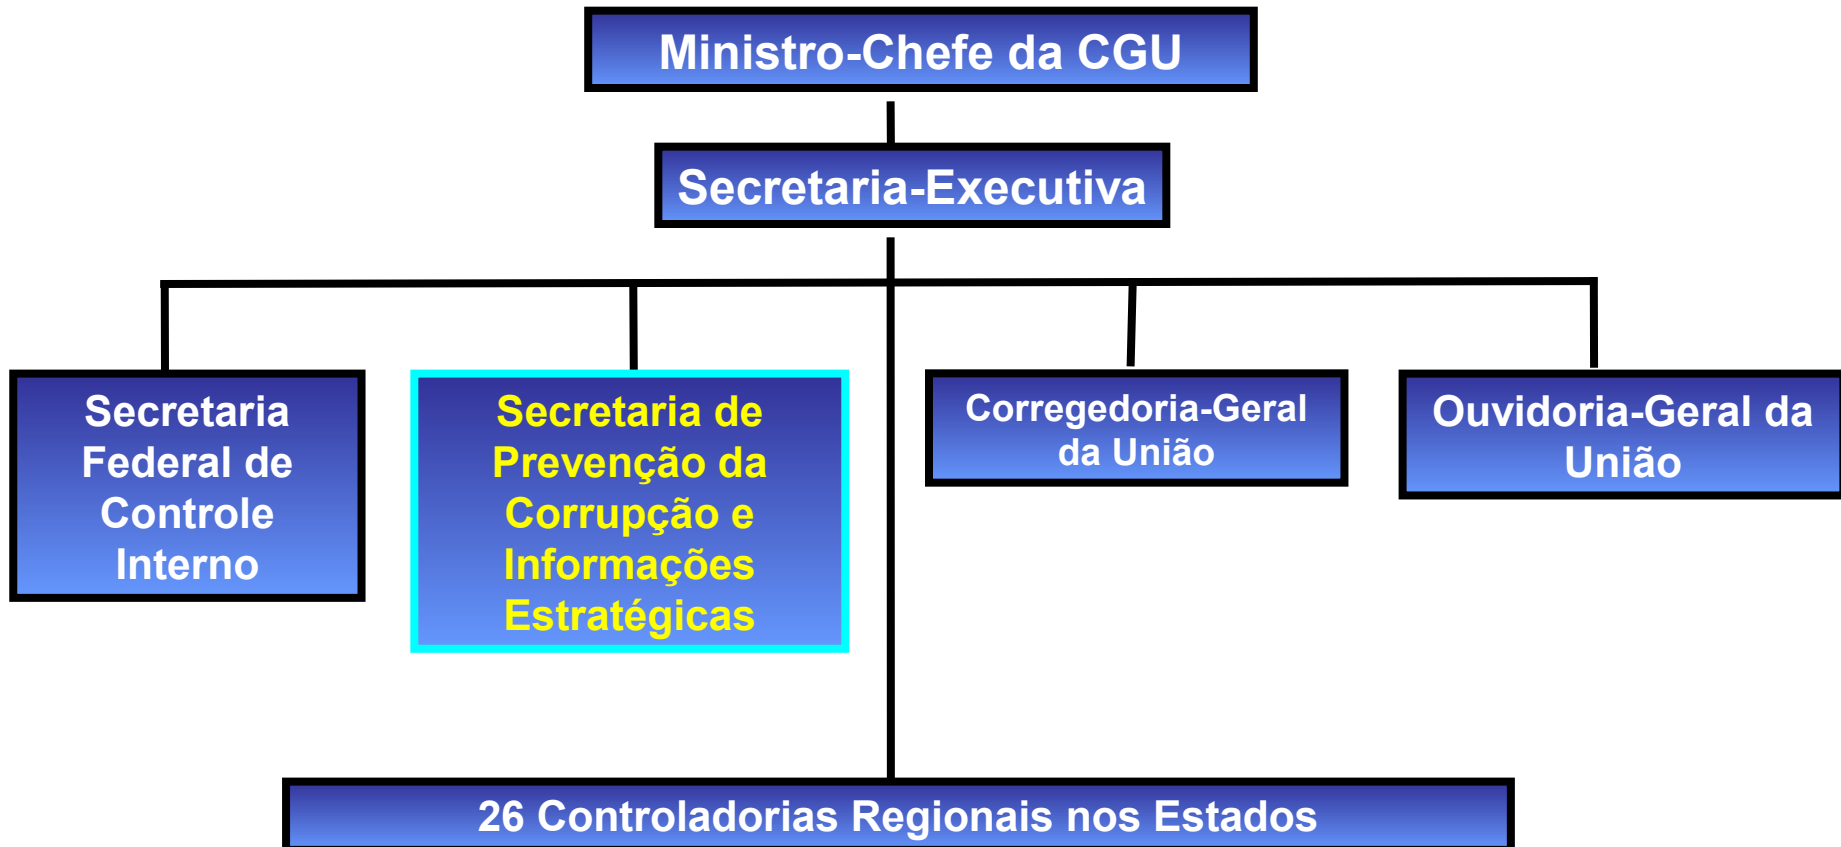 Ministro-Chefe da CGU
Secretaria-Executiva
Secretaria
Federal de
Controle
Interno
Secretaria de
Prevenção da
Corrupção e
Informações
Estratégicas
Corregedoria-Geral
da União
Ouvidoria-Geral da
União
26 Controladorias Regionais nos Estados